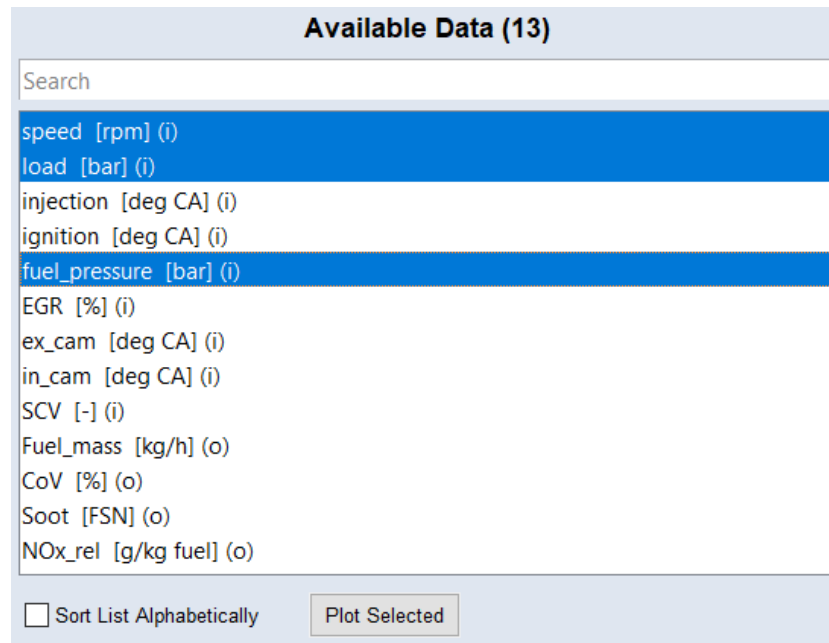 Available Data (13)
Search
speed [rpm] (i)
load [bar] (i)
injection [deg CA] (i)
ignition [deg CA] (i)
fuel_pressure [bar] (i)
EGR [%] (i)
ex_cam [deg CA] (i)
in_cam [deg CA] (i)
SCV [-] (i)
Fuel_mass [kg/h] (o)
CoV [%] (o)
Soot [FSN] (o)
NOx_rel [g/kg fuel] (o)
Sort List Alphabetically Plot Selected